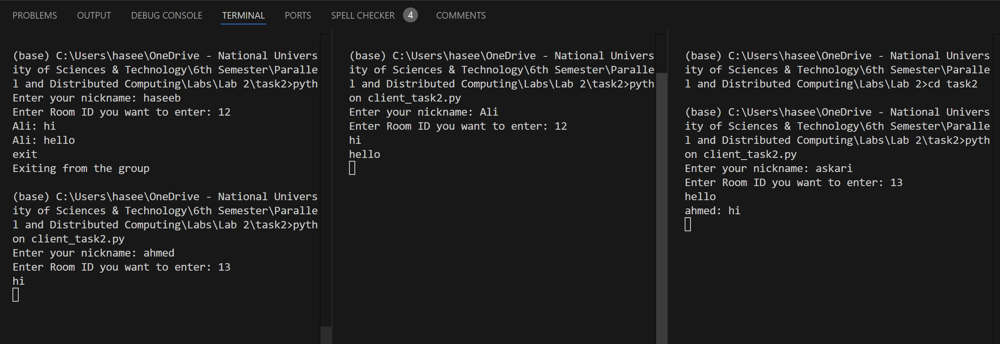 PROBLEMS OUTPUT DEBUG CONSOLE TERMINAL PORTS SPELL CHECKER 4 COMMENTS
(base) C:\Users\hasee\OneDrive - National Univers
ity of Sciences & Technology\6th Semester\Paralle
l and Distributed Computing\Labs\Lab 2\task2>pyth
Enter your nickname: haseeb
Enter Room ID you want to enter: 12
Ali: hi
Ali: hello
exit
Exiting from the group
(base) C:\Users\hasee\OneDrive - National Univers
ity of Sciences & Technology\6th Semester\Paralle
l and Distributed Computing\Labs\Lab 2\task2>pyth
on client_task2.py
Enter your nickname: ahmed
Enter Room ID you want to enter: 13
hi
(base) C:\Users\hasee\OneDrive - National Univers
ity of Sciences & Technology\6th Semester\Paralle
l and Distributed Computing\Labs\Lab 2\task2>pyth
on client_task2.py
Enter your nickname: Ali
Enter Room ID you want to enter: 12
hi
hello
(base) C:\Users\hasee\OneDrive - National Univers
ity of Sciences & Technology\6th Semester\Paralle
l and Distributed Computing\Labs\Lab 2>cd task2
(base) C:\Users\hasee\OneDrive - National Univers
ity of Sciences & Technology\6th Semester\Paralle
l and Distributed Computing\Labs\Lab 2\task2>pyth
on client_task2.py
Enter your nickname: askari
Enter Room ID you want to enter: 13
hello
ahmed: hi